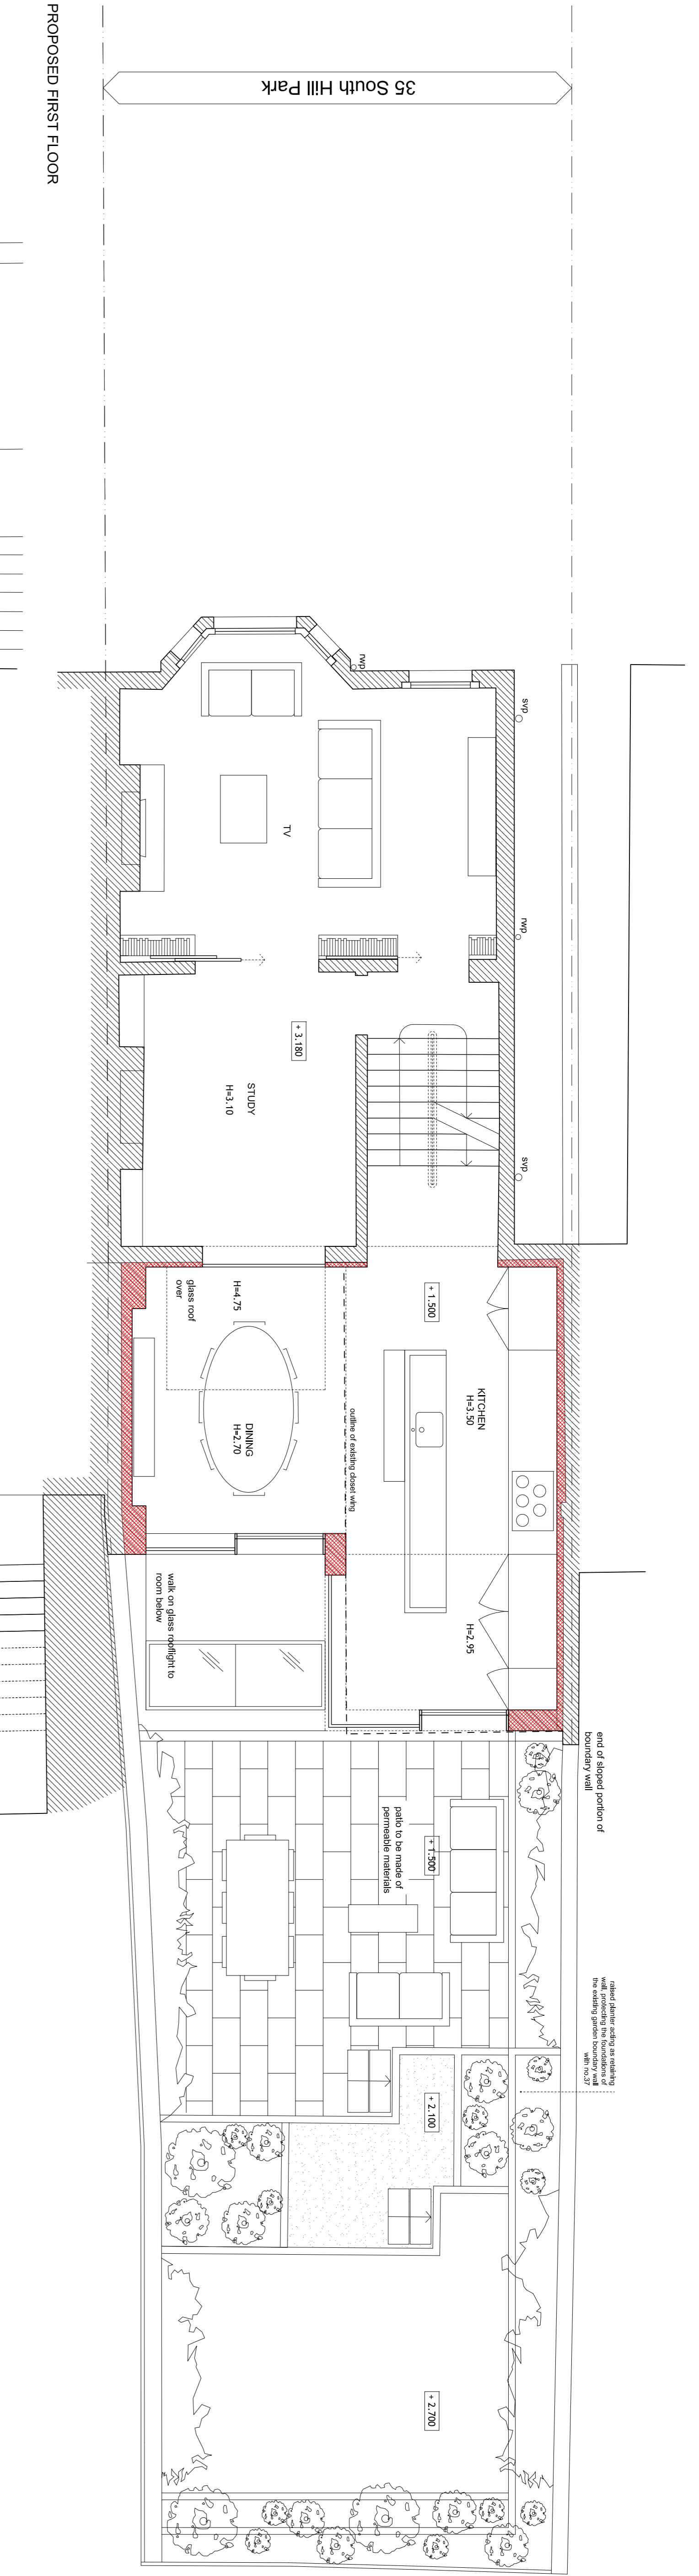 PROPOSED FIRST FLOOR
35 South Hill Park
rwp
svp
TV
rwp
+ 3.180
STUDY
H=3.10
svp
glass roof
over
H=4.75
+ 1.500
KITCHEN
H=3.50
DINING
H=2.70
outline of existing closet wing
walk on glass rooflight to
room below
H=2.95
end of sloped portion of
boundary wall
patio to be made of
permeable materials
+ 1.500
raised planter acting as retaining
wall, protecting the foundations of
the existing garden boundary wall
with no.37
+ 2.100
+ 2.700